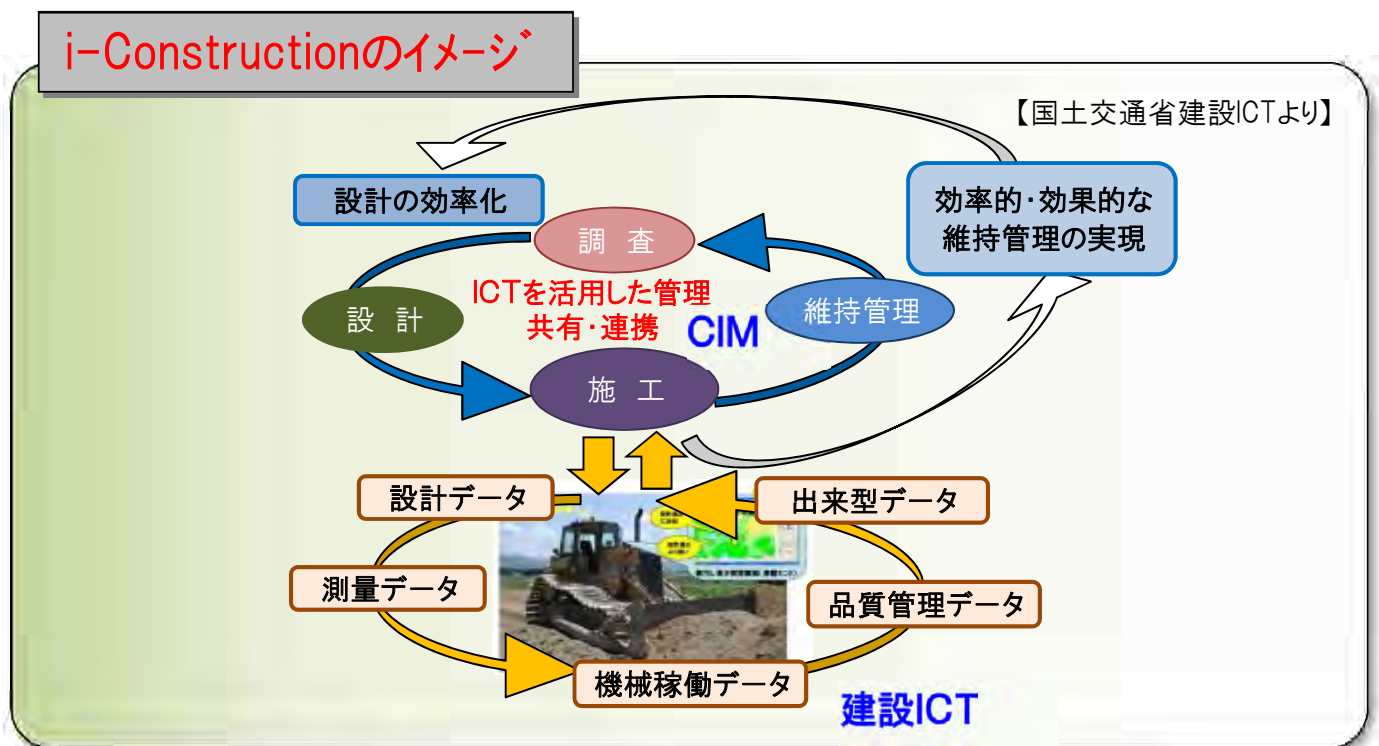 i-Constructionのイメージ
【国土交通省建設ICTより】
設計の効率化
効率的･効果的な
維持管理の実現
調 査
ICTを活用した管理
共有･連携
CIM
設 計
維持管理
施 工
設計データ
出来型データ
測量データ
品質管理データ
機械稼働データ
建設ICT